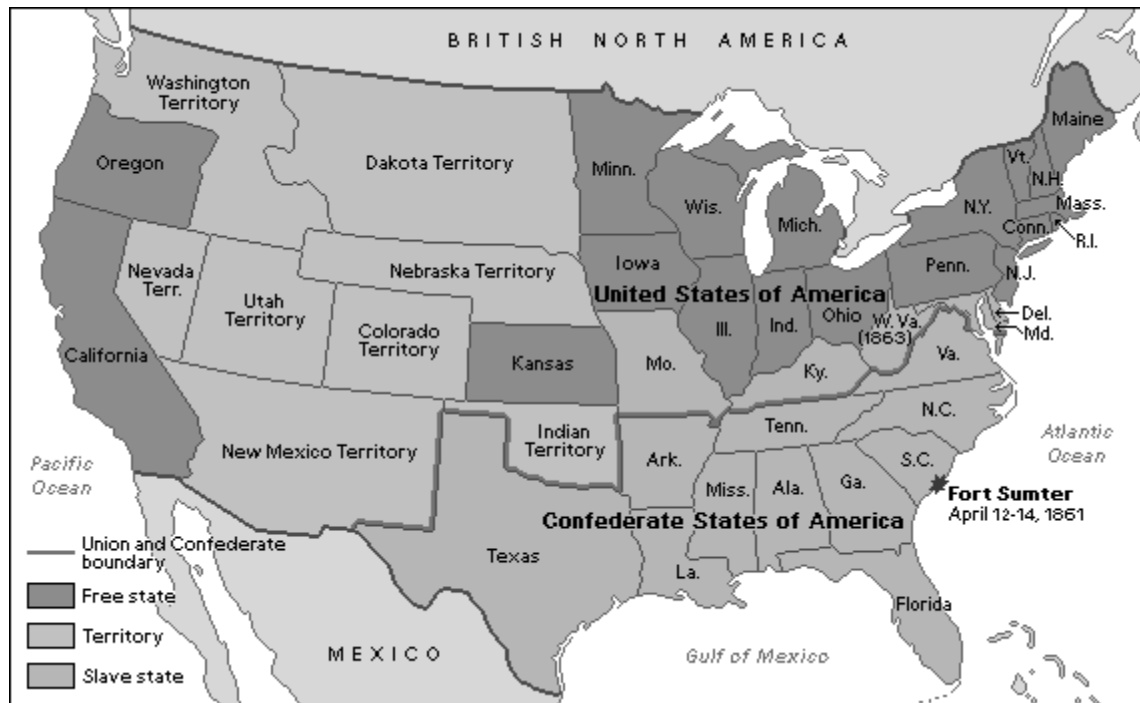 BRITISH NORTH AMERICA
Washington
Territory
Oregon
Dakota Territory
Minn.
Wis.
Mich.
Maine
Vt.
N.H.
N.Y.
Mass.
Conn.
R.I.
Nevada
Terr.
Utah
Territory
Nebraska Territory
Iowa
Penn.
N.J.
United States of America
Colorado
Territory
California
Kansas
Mo.
Ill.
Ind.
Ohio
W. Va.
(1863)
Del.
Md.
Ky.
Va.
New Mexico Territory
Indian
Territory
Tenn.
N.C.
Ark.
S.C.
Miss.
Ala.
Ga.
Atlantic
Ocean
Pacific
Ocean
Fort Sumter
April 12-14, 1861
Confederate States of America
Texas
La.
Florida
MEXICO
Gulf of Mexico
Union and Confederate
boundary
Free state
Territory
Slave state